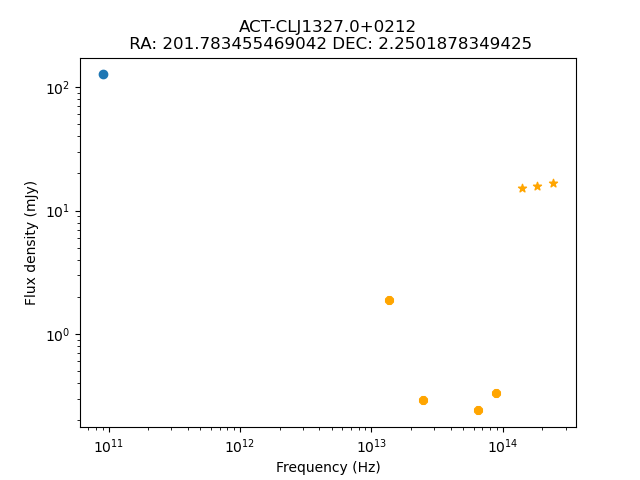 ACT-CLJ1327.0+0212
RA: 201.783455469042 DEC: 2.2501878349425
Flux density (mJy)
10²
10¹
10⁰
10¹¹
10¹²
10¹³
10¹⁴
Frequency (Hz)